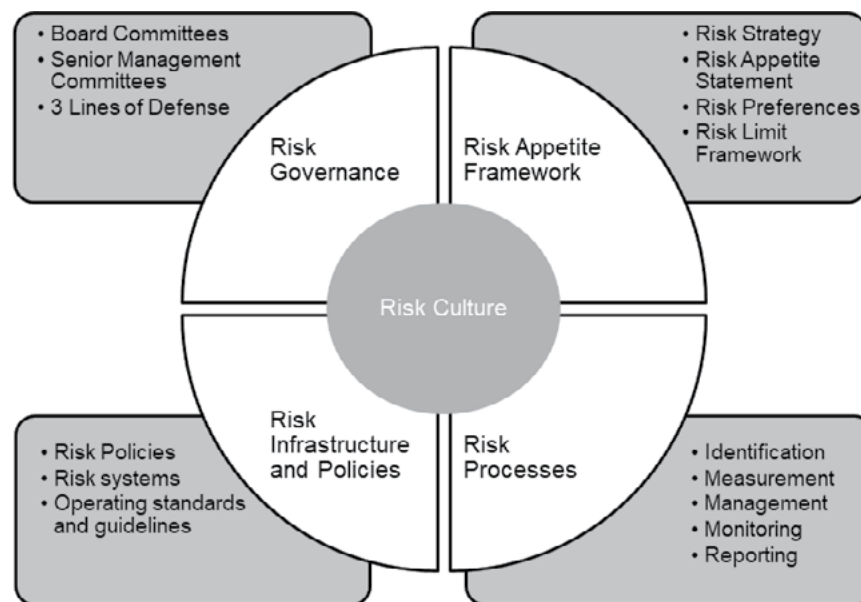 • Board Committees
• Senior Management
Committees
• 3 Lines of Defense
• Risk Strategy
• Risk Appetite
Statement
• Risk Preferences
• Risk Limit
Framework
Risk
Governance
Risk Appetite
Framework
Risk Culture
Risk
Infrastructure
and Policies
Risk
Processes
• Risk Policies
• Risk systems
• Operating standards
and guidelines
• Identification
• Measurement
• Management
• Monitoring
• Reporting